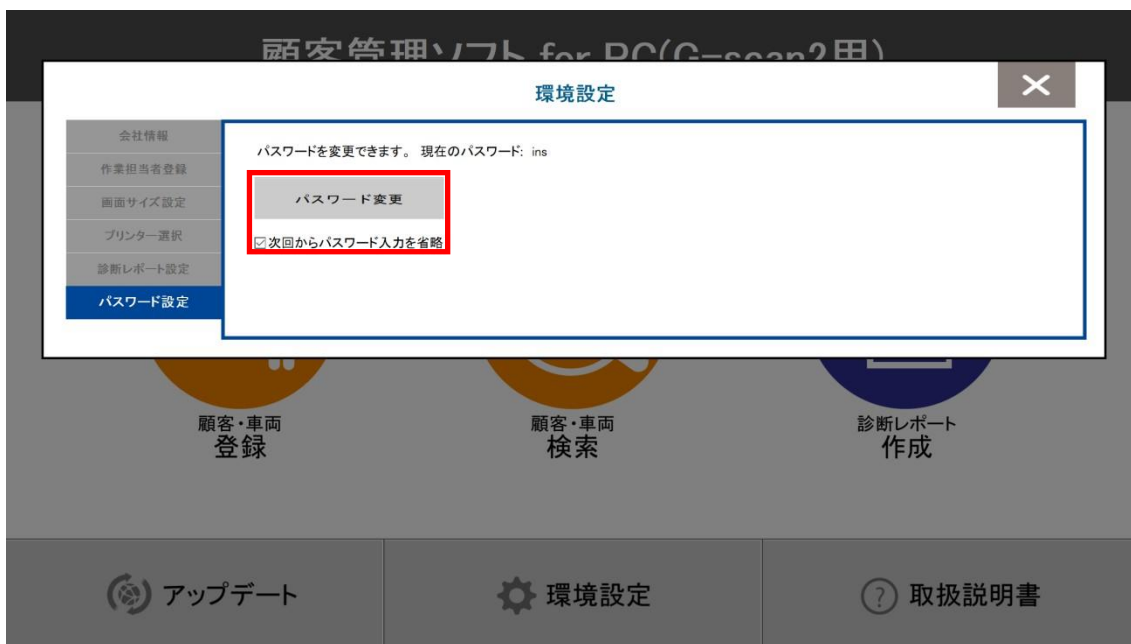 顧客管理ソフト for PC(G-scan2用)
環境設定
会社情報
作業担当者登録
画面サイズ設定
プリンター選択
診断レポート設定
パスワード設定
パスワードを変更できます。 現在のパスワード: ins
パスワード変更
次回からパスワード入力を省略
顧客・車両
登録
顧客・車両
検索
診断レポート
作成
アップデート
環境設定
取扱説明書